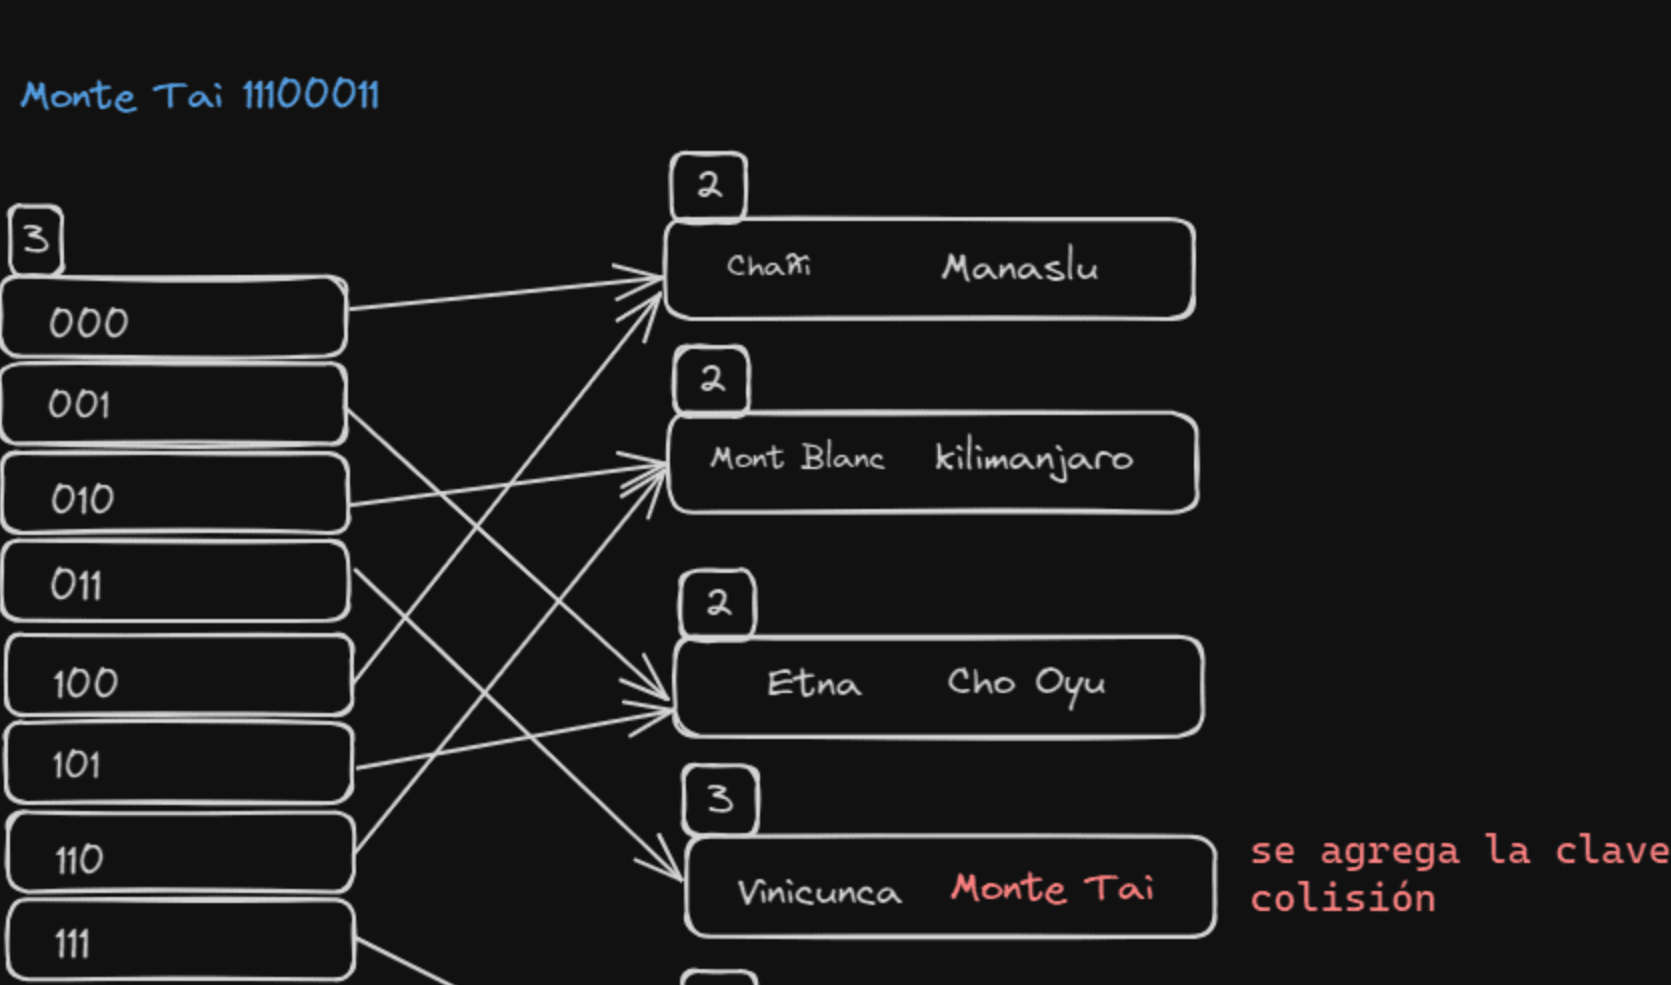 Monte Tai 11100011
3
000
001
010
011
100
101
110
111
2
Chañi Manaslu
2
Mont Blanc kilimanjaro
2
Etna Cho Oyu
3
Vinicunca Monte Tai
se agrega la clave
colisión